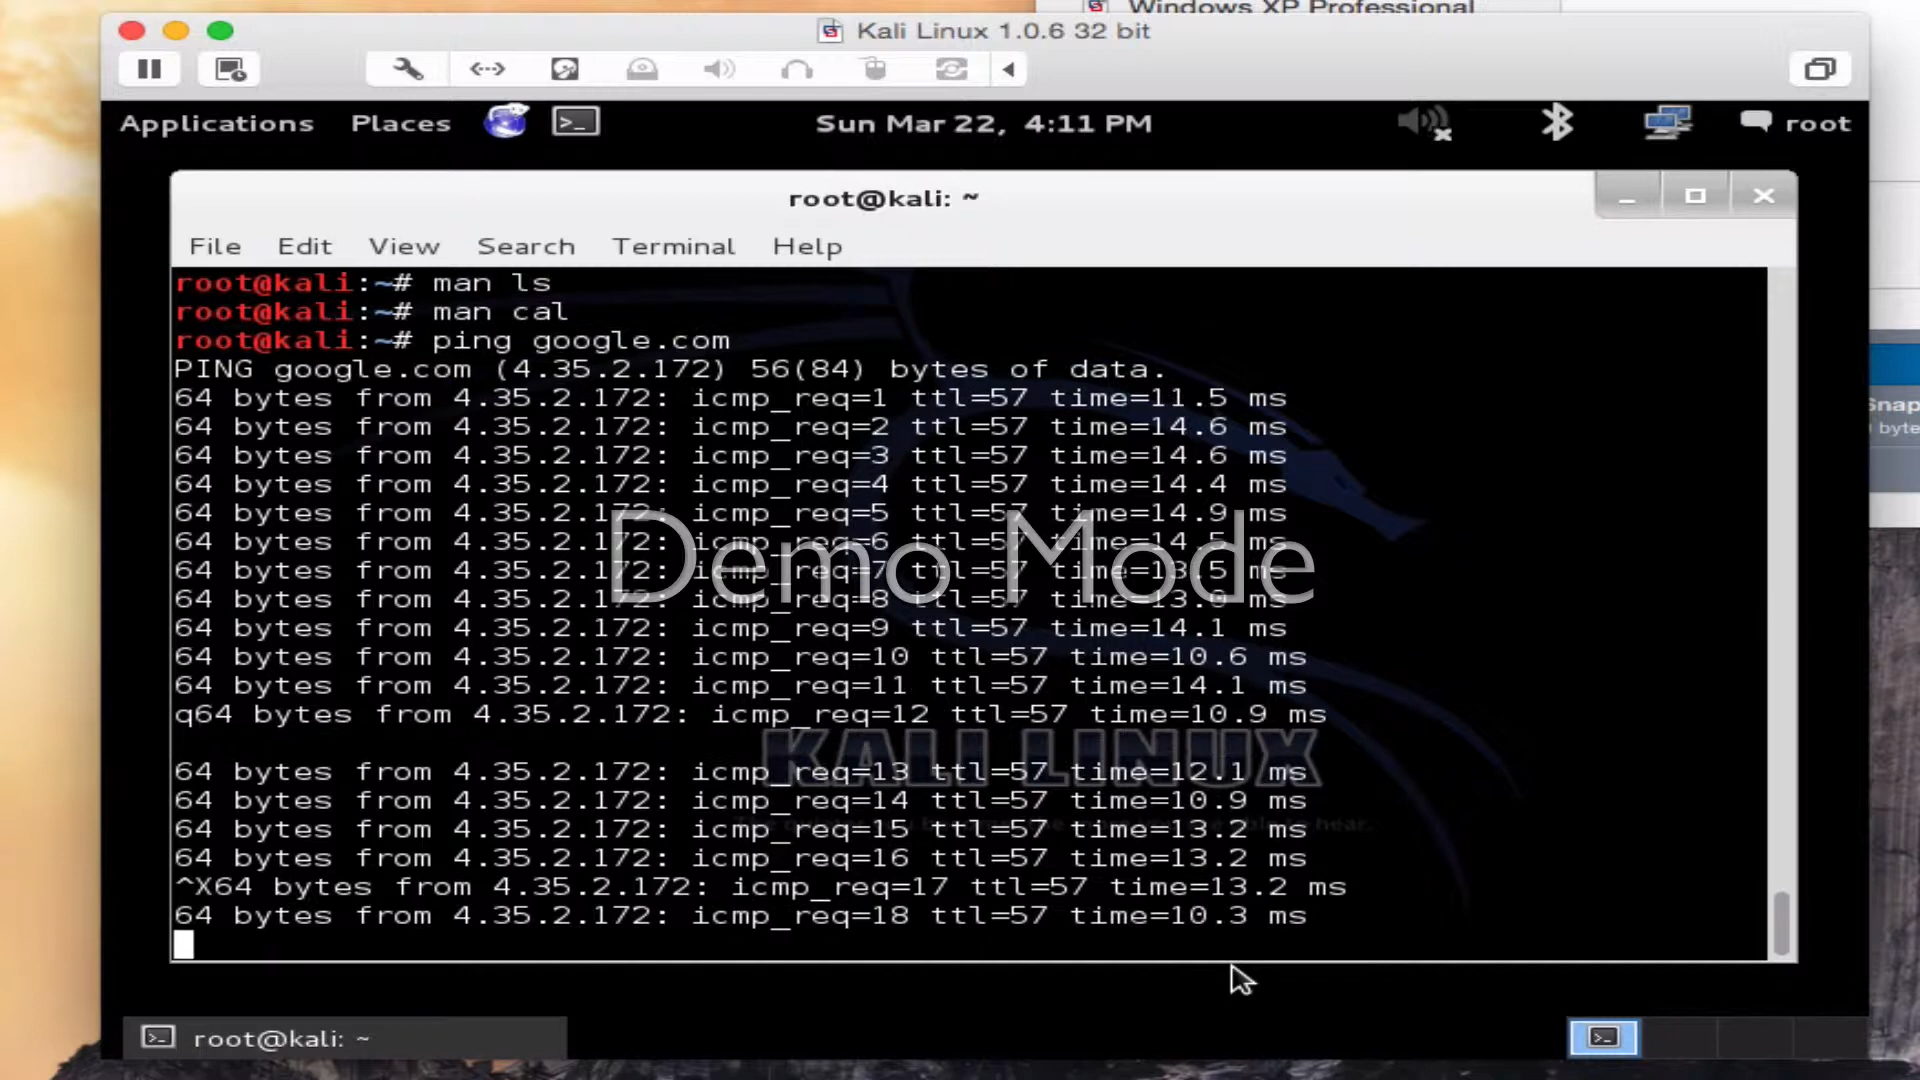 Windows XP Professional
Kali Linux 1.0.6 32 bit
Applications Places Sun Mar 22, 4:11 PM root
root@kali: ~
File Edit View Search Terminal Help
root@kali:~# man ls
root@kali:~# man cal
root@kali:~# ping google.com
PING google.com (4.35.2.172) 56(84) bytes of data.
64 bytes from 4.35.2.172: icmp_req=1 ttl=57 time=11.5 ms
64 bytes from 4.35.2.172: icmp_req=2 ttl=57 time=14.6 ms
64 bytes from 4.35.2.172: icmp_req=3 ttl=57 time=14.6 ms
64 bytes from 4.35.2.172: icmp_req=4 ttl=57 time=14.4 ms
64 bytes from 4.35.2.172: icmp_req=5 ttl=57 time=14.9 ms
64 bytes from 4.35.2.172: icmp_req=6 ttl=57 time=14.5 ms
64 bytes from 4.35.2.172: icmp_req=7 ttl=57 time=13.5 ms
64 bytes from 4.35.2.172: icmp_req=8 ttl=57 ms
Demo Mode
64 bytes from 4.35.2.172: icmp_req=9 ttl=57 time=14.1 ms
64 bytes from 4.35.2.172: icmp_req=10 ttl=57 time=10.6 ms
64 bytes from 4.35.2.172: icmp_req=11 ttl=57 time=14.1 ms
q64 bytes from 4.35.2.172: icmp_req=12 ttl=57 time=10.9 ms
KALI LINUX
64 bytes from 4.35.2.172: icmp_req=13 ttl=57 time=12.1 ms
64 bytes from 4.35.2.172: icmp_req=14 ttl=57 time=10.9 ms
64 bytes from 4.35.2.172: icmp_req=15 ttl=57 time=13.2 ms
64 bytes from 4.35.2.172: icmp_req=16 ttl=57 time=13.2 ms
^X64 bytes from 4.35.2.172: icmp_req=17 ttl=57 time=13.2 ms
64 bytes from 4.35.2.172: icmp_req=18 ttl=57 time=10.3 ms
root@kali: ~